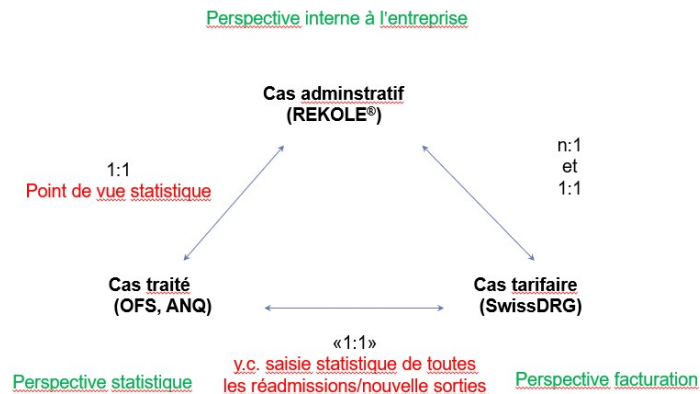 Perspective interne à l'entreprise
Cas adminstratif
(REKOLE®)
n:1
et
1:1
1:1
Point de vue statistique
Cas traité
(OFS, ANQ)
Cas tarifaire
(SwissDRG)
«1:1»
y.c. saisie statistique de toutes
les réadmissions/nouvelle sorties
Perspective statistique
Perspective facturation